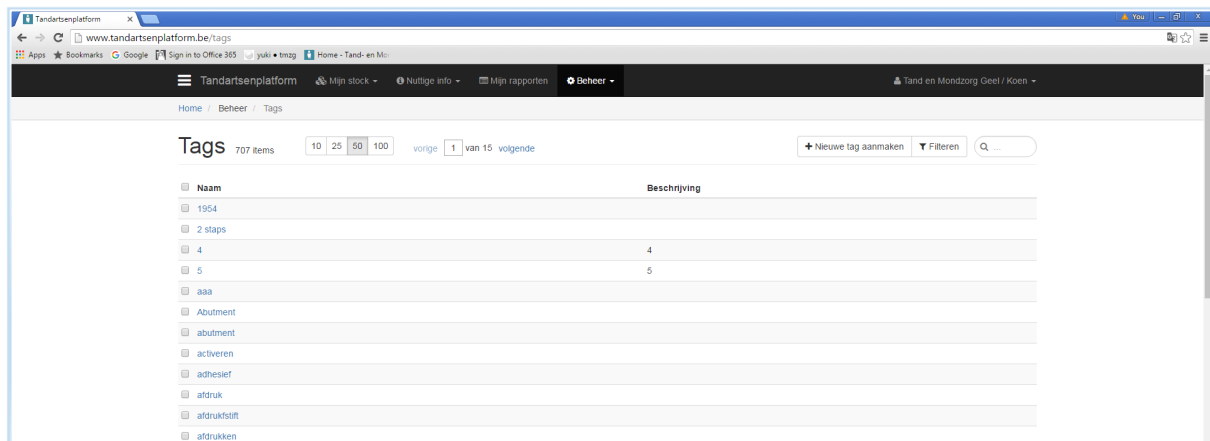 Tandartsenplatform
You
www.tandartsenplatform.be/tags
Apps Bookmarks Google Sign in to Office 365 yuki • tmzg Home - Tand- en Mo
Tandartsenplatform Mijn stock Nuttige info Mijn rapporten Beheer Tand en Mondzorg Geel / Koen
Home / Beheer / Tags
Tags 707 items 10 25 50 100 vorige 1 van 15 volgende + Nieuwe tag aanmaken Filteren ...
Naam Beschrijving
1954
2 staps
4 4
5 5
aaa
Abutment
abutment
activeren
adhesief
afdruk
afdrukfstift
afdrukken